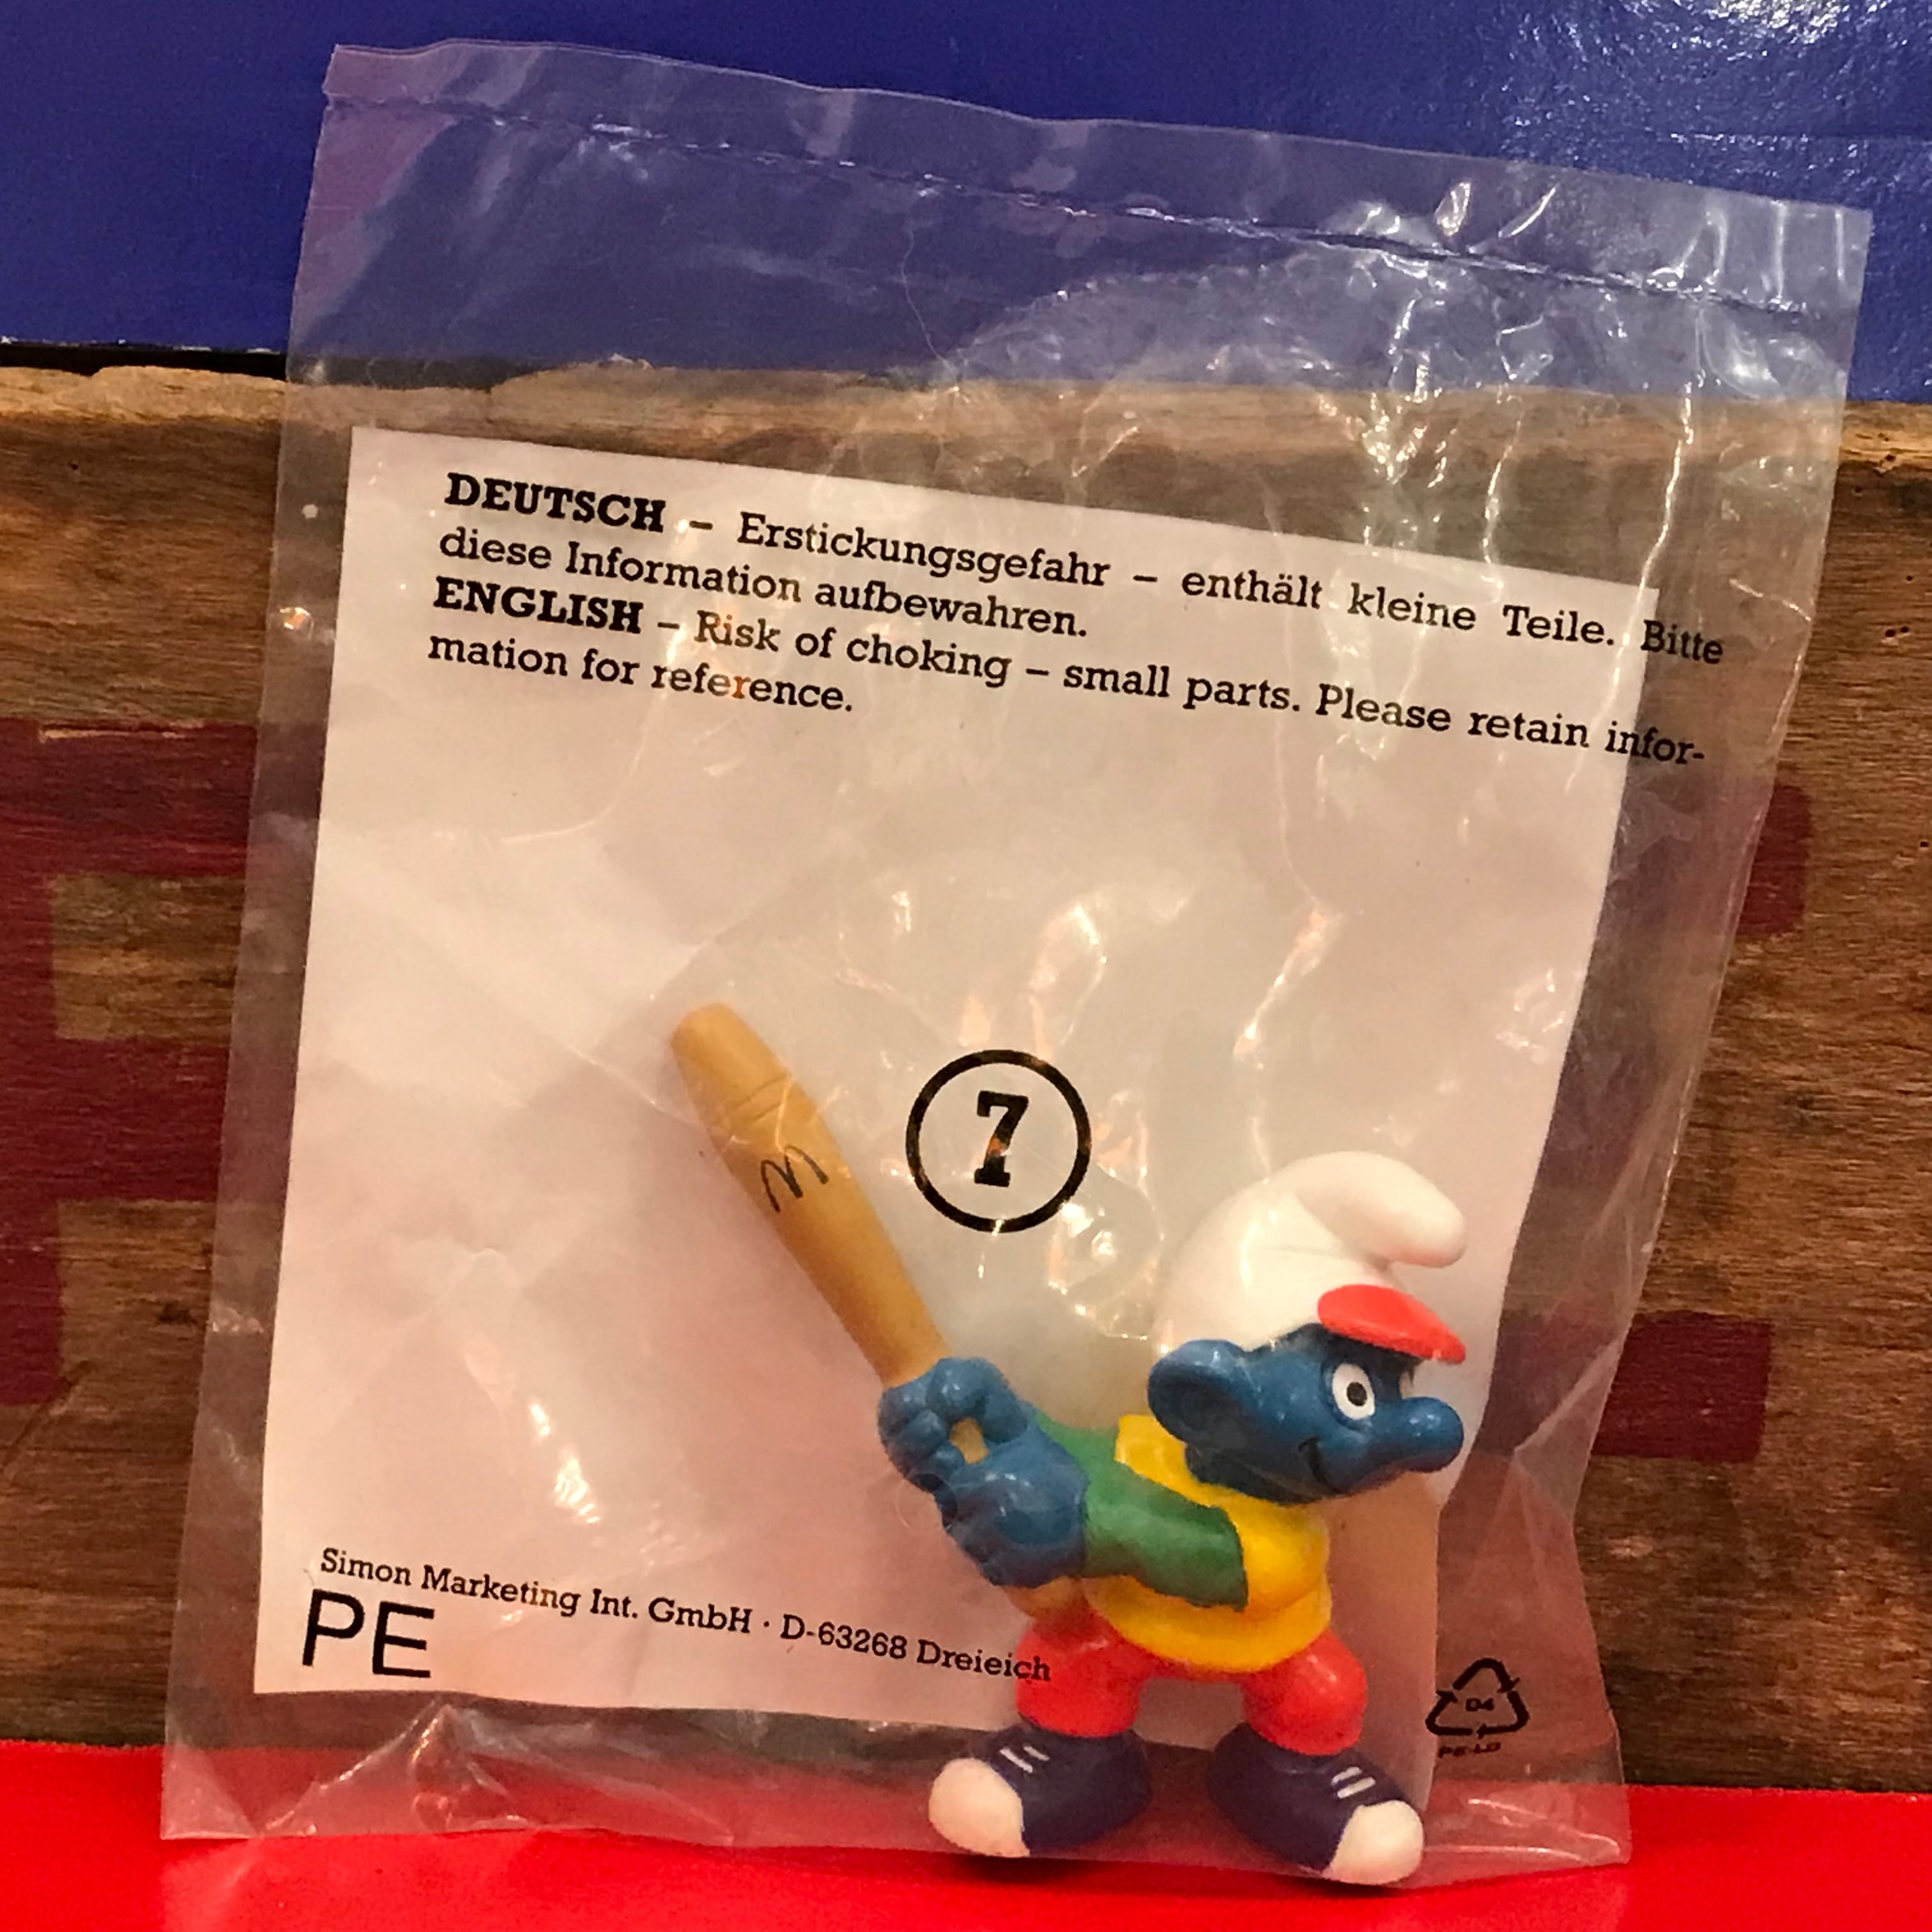 DEUTSCH – Erstickungsgefahr – enthält kleine Teile. Bitte
diese Information aufbewahren.
ENGLISH – Risk of choking – small parts. Please retain infor-
mation for reference.
7
M
Simon Marketing Int. GmbH · D-63268 Dreieich
PE
04
PE-LD